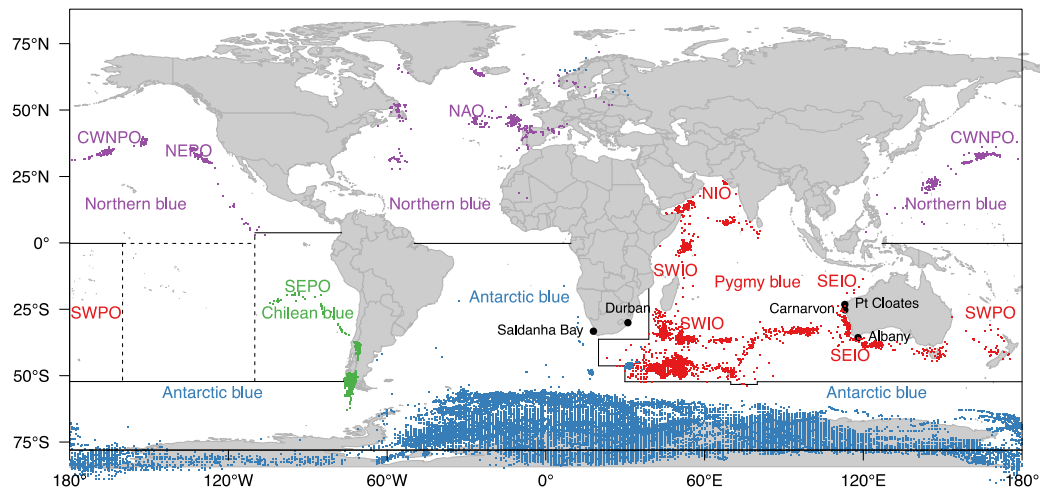 75°N
50°N
NAO
CWNPO
CWNPO
NEPO
25°N
NIO
Northern blue
Northern blue
Northern blue
0°
SWIO
Pygmy blue
SEIO
SEPO
Antarctic blue
Durban
Carnarvon
Pt Cloates
25°S
SWPO
Chilean blue
SWPO
Saldanha Bay
SWIO
Albany
SEIO
50°S
Antarctic blue
Antarctic blue
75°S
180°
120°W
60°W
0°
60°E
120°E
180°